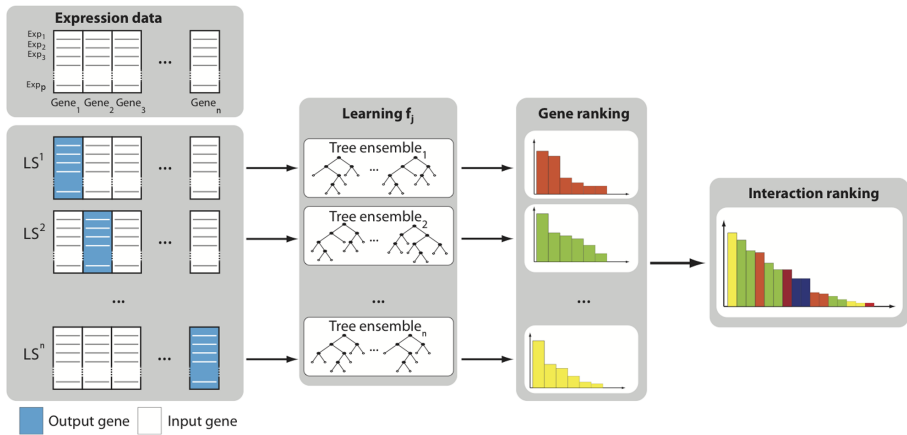 Expression data
Exp1
Exp2
Exp3
...
Expp
Gene1 Gene2 Gene3 Genen
LS1 ...
LS2 ...
...
LSn ...
Learning fj
Tree ensemble1
...
Tree ensemble2
...
...
Tree ensemblen
...
Gene ranking
...
Interaction ranking
Output gene Input gene